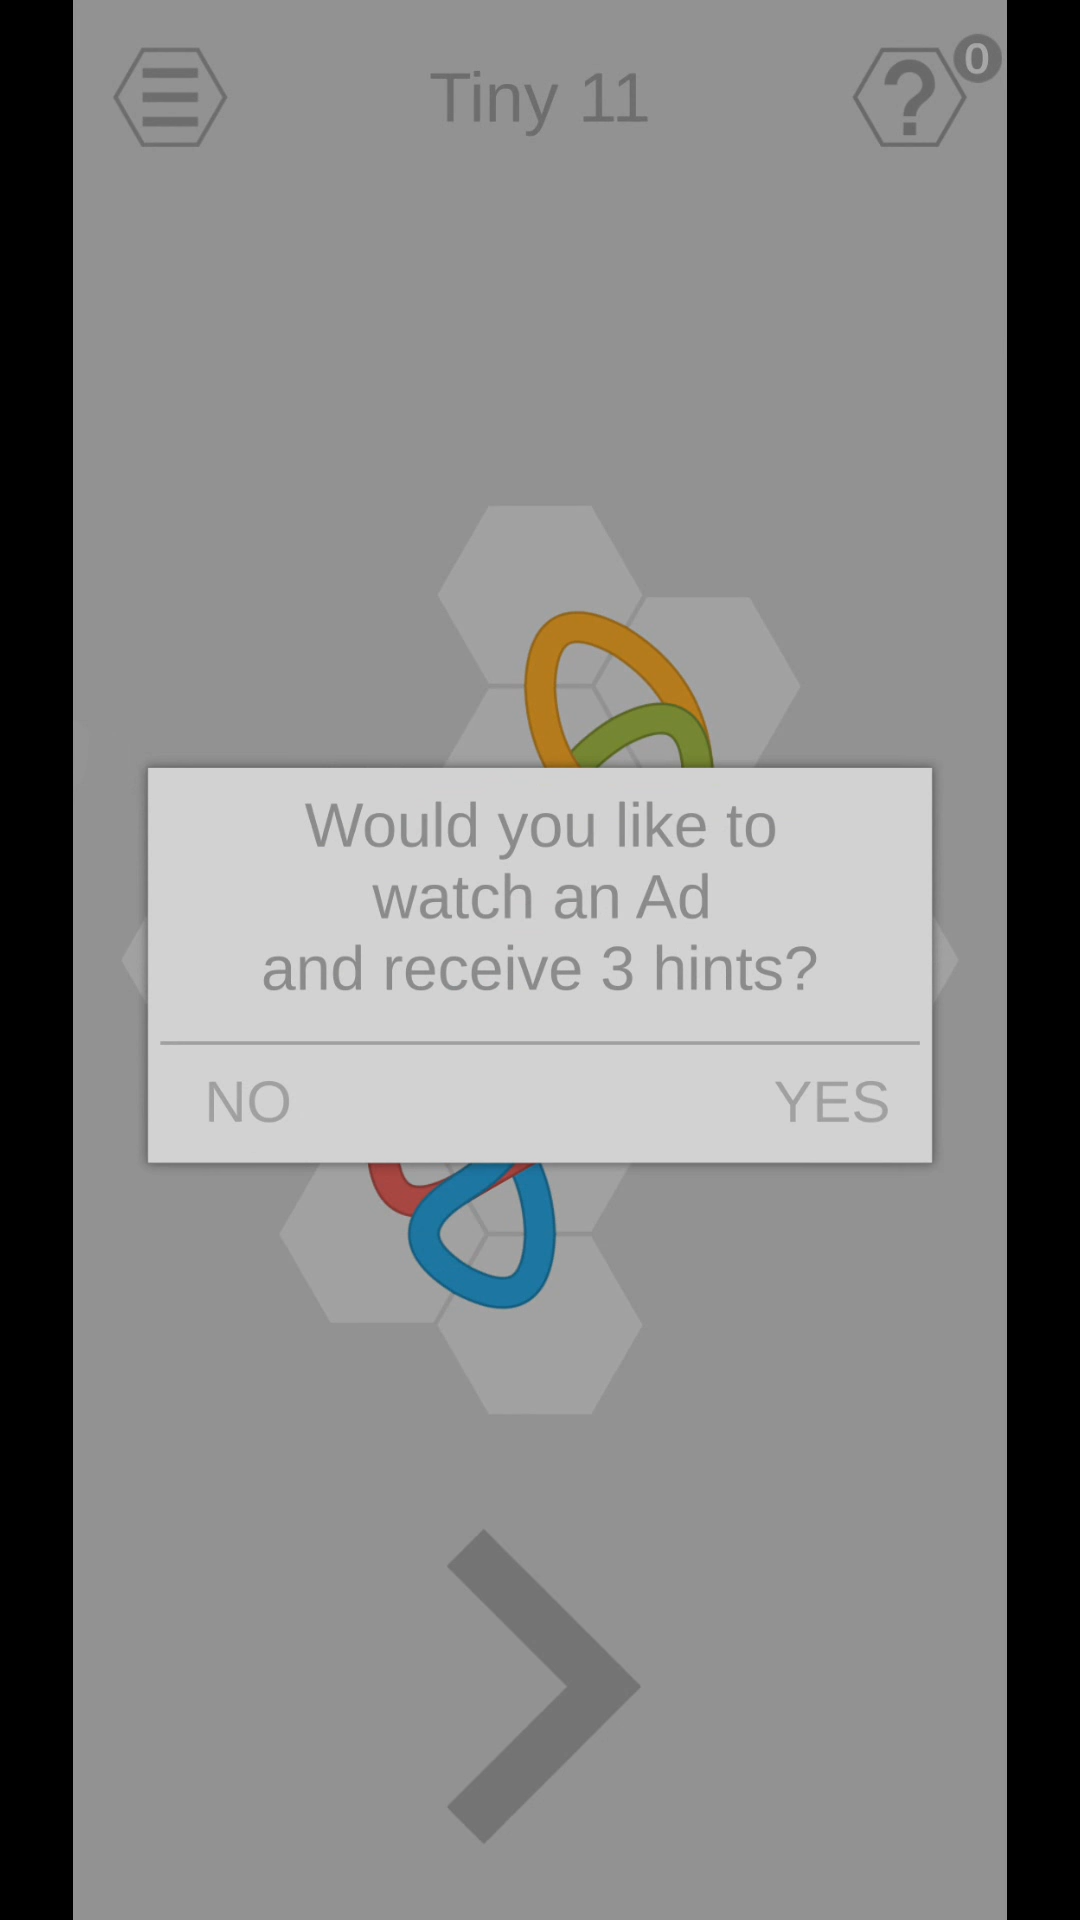 Tiny 11
?
0
Would you like to
watch an Ad
and receive 3 hints?
NO
YES